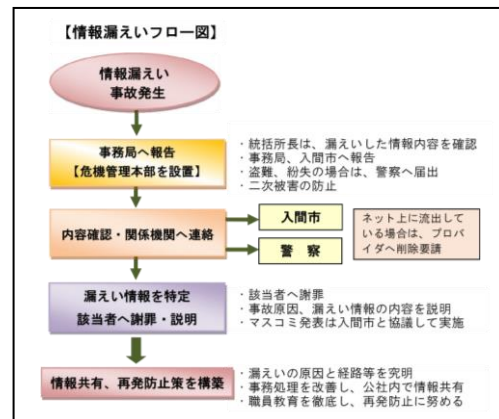 【情報漏えいフロー図】
情報漏えい
事故発生
事務局へ報告
【危機管理本部を設置】
・統括所長は、漏えいした情報内容を確認
・事務局、入間市へ報告
・盗難、紛失の場合は、警察へ届出
・二次被害の防止
内容確認・関係機関へ連絡
入間市
警 察
ネット上に流出して
いる場合は、プロバ
イダへ削除要請
漏えい情報を特定
該当者へ謝罪・説明
・該当者へ謝罪
・事故原因、漏えい情報の内容を説明
・マスコミ発表は入間市と協議して実施
情報共有、再発防止策を構築
・漏えいの原因と経路等を究明
・事務処理を改善し、公社内で情報共有
・職員教育を徹底し、再発防止に努める